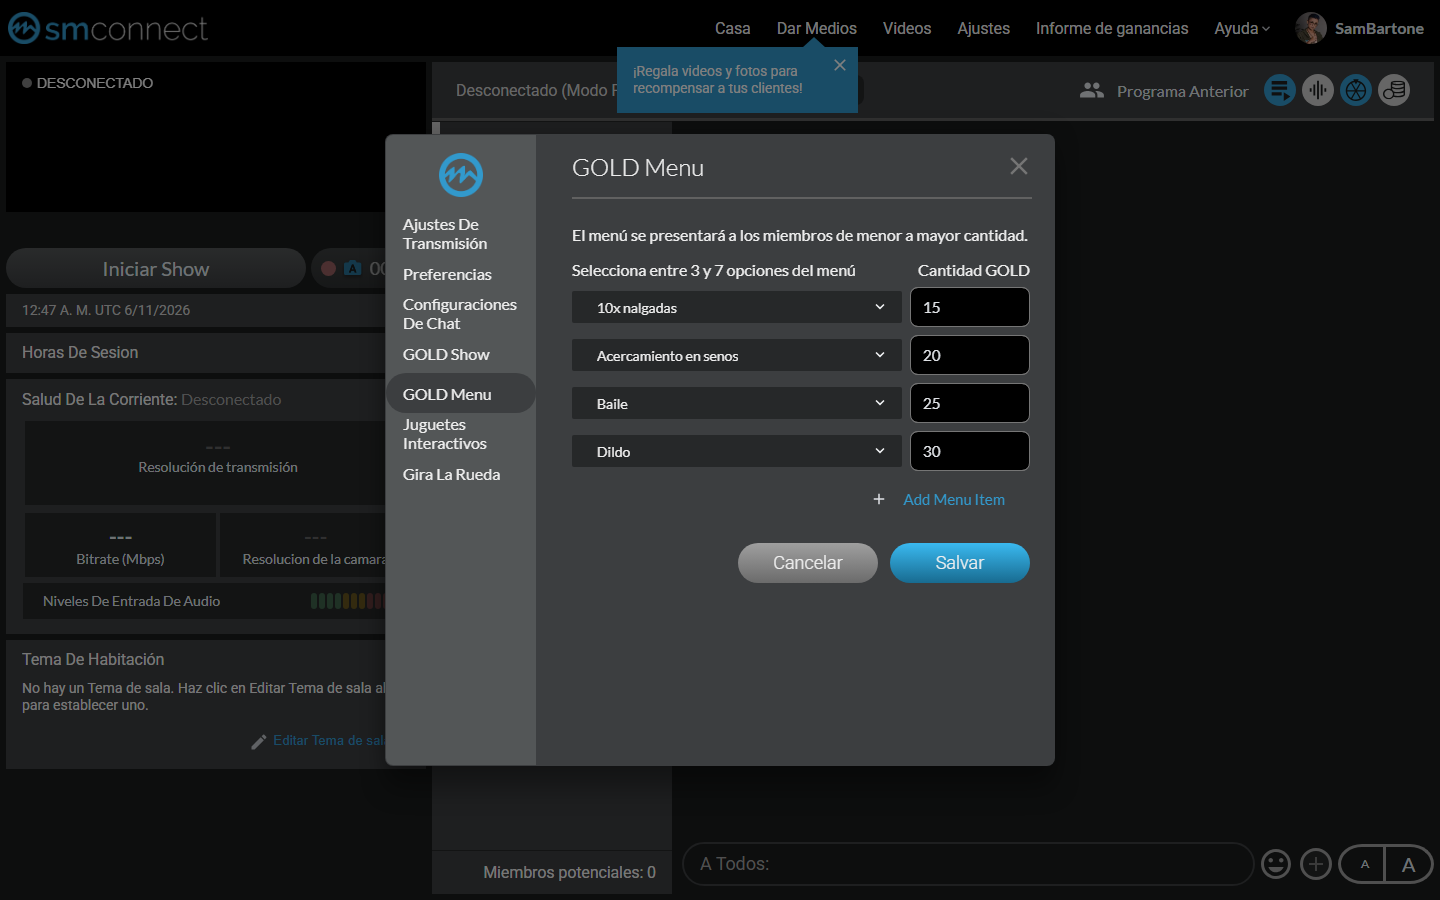 smconnect
Casa
Dar Medios
Videos
Ajustes
Informe de ganancias
Ayuda
SamBartone
¡Regala videos y fotos para
recompensar a tus clientes!
DESCONECTADO
Desconectado (Modo
Programa Anterior
Iniciar Show
12:47 A. M. UTC 6/11/2026
Horas De Sesion
Salud De La Corriente: Desconectado
---
Resolución de transmisión
---
Bitrate (Mbps)
---
Resolucion de la camara
Niveles De Entrada De Audio
Tema De Habitación
No hay un Tema de sala. Haz clic en Editar Tema de sala
para establecer uno.
Editar Tema de
Ajustes De
Transmisión
Preferencias
Configuraciones
De Chat
GOLD Show
GOLD Menu
Juguetes
Interactivos
Gira La Rueda
GOLD Menu
El menú se presentará a los miembros de menor a mayor cantidad.
Selecciona entre 3 y 7 opciones del menú
Cantidad GOLD
10x nalgadas
15
Acercamiento en senos
20
Baile
25
Dildo
30
+ Add Menu Item
Cancelar
Salvar
Miembros potenciales: 0
A Todos:
A
A